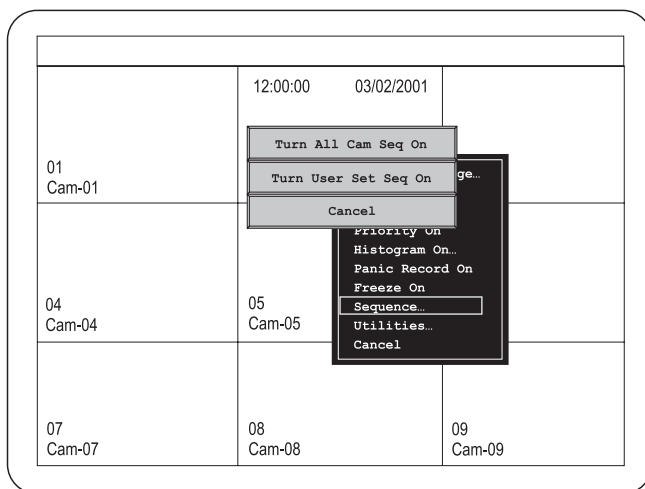 12:00:00 03/02/2001
Turn All Cam Seq On
Turn User Set Seq On
Cancel
ge…
Priority On
Histogram On…
Panic Record On
Freeze On
Sequence…
Utilities…
Cancel
01
Cam-01
04
Cam-04
05
Cam-05
07
Cam-07
08
Cam-08
09
Cam-09